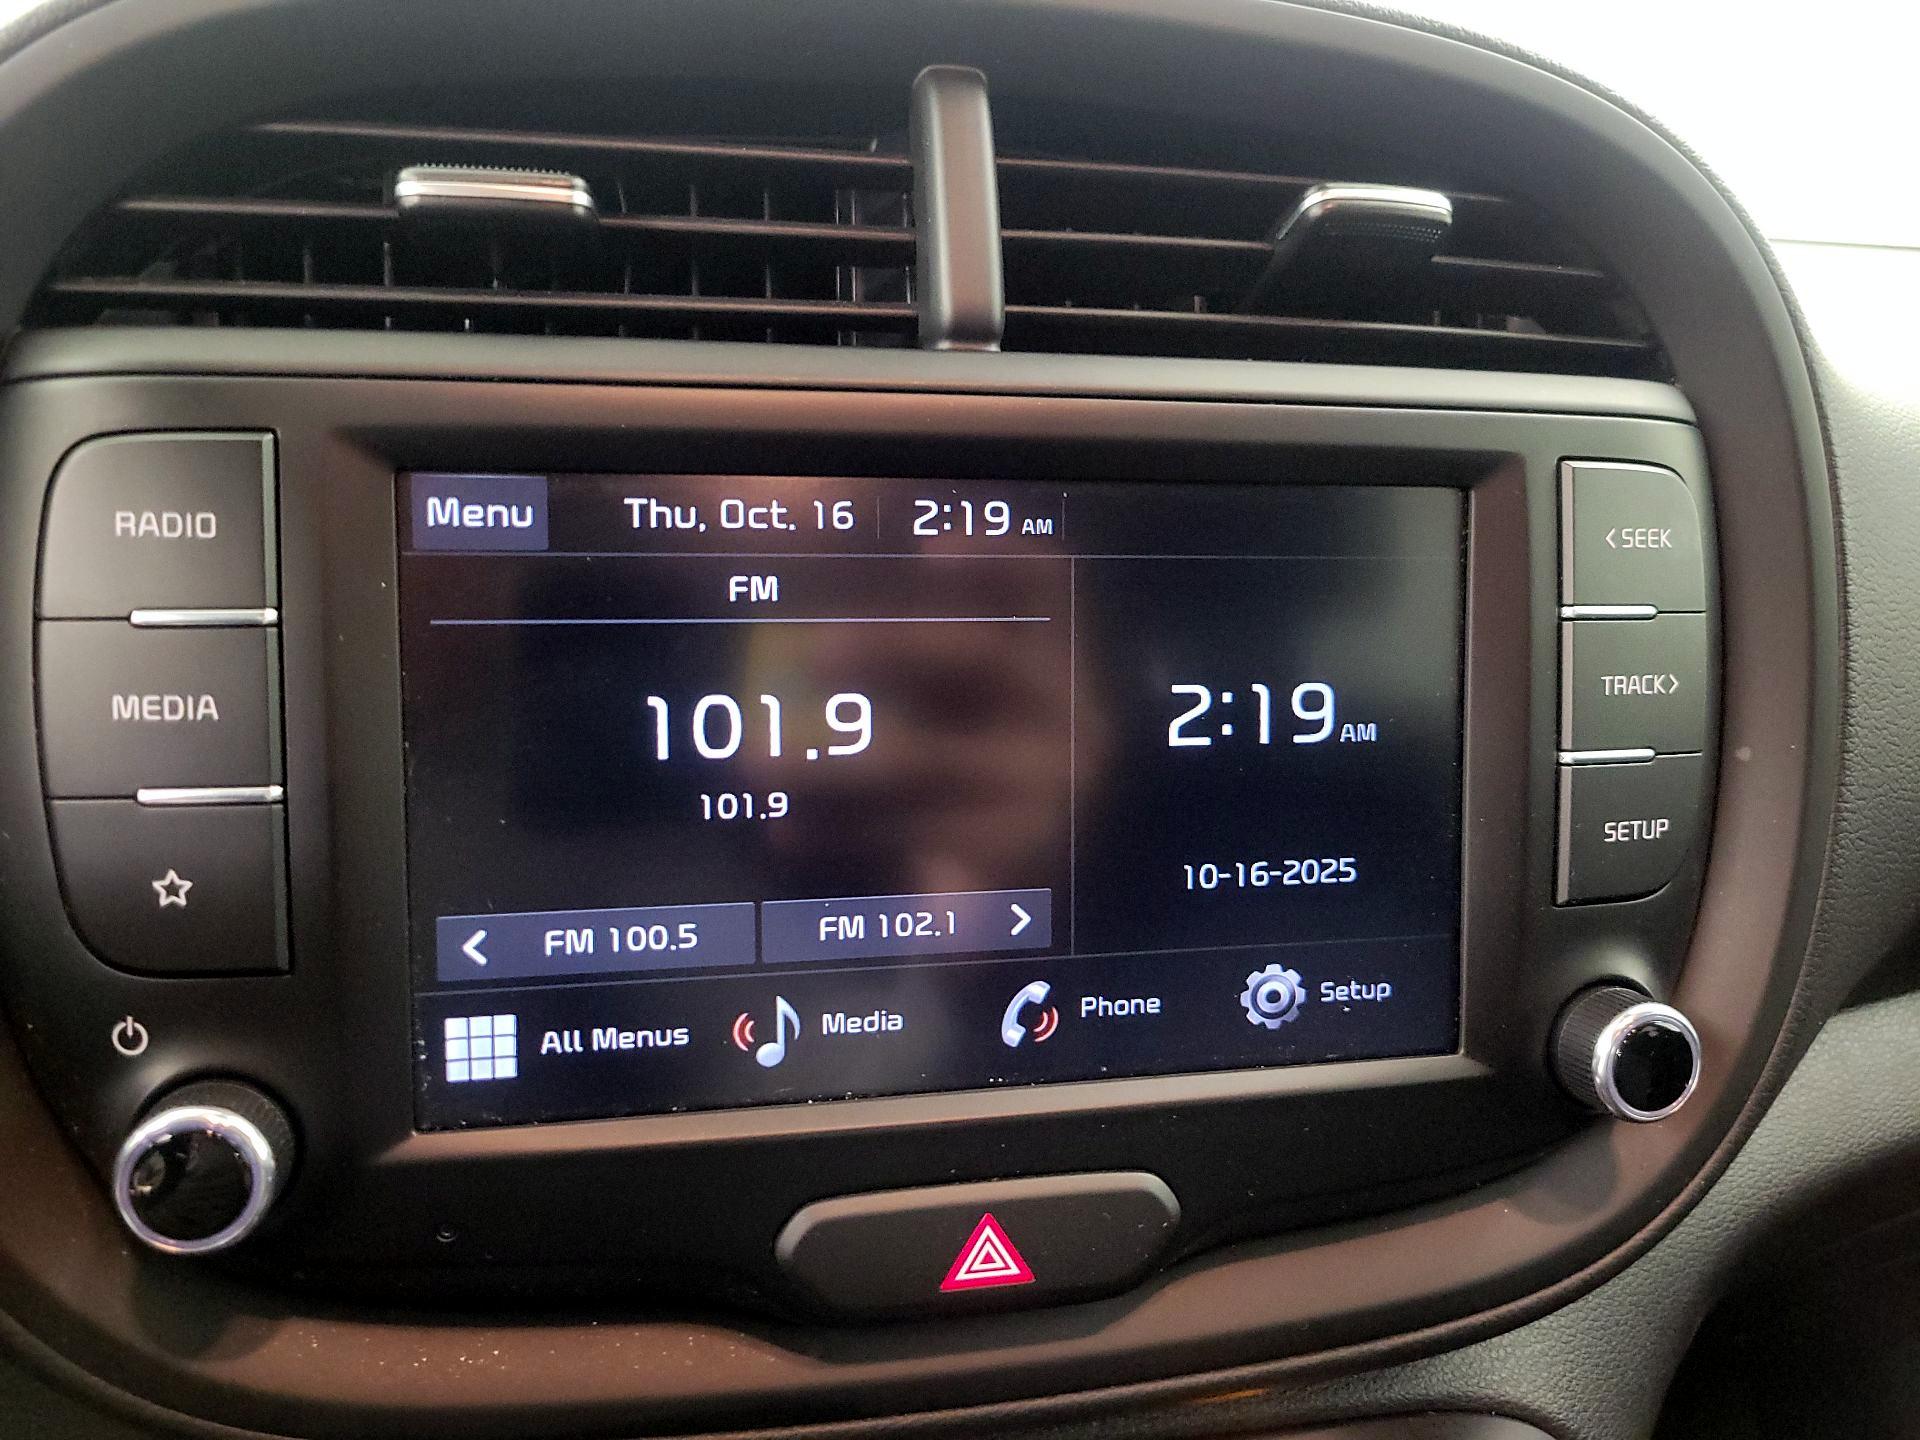 RADIO
MEDIA
Menu
Thu, Oct. 16
2:19 AM
FM
101.9
101.9
FM 100.5
FM 102.1
2:19 AM
10-16-2025
All Menus
Media
Phone
Setup
< SEEK
TRACK >
SETUP